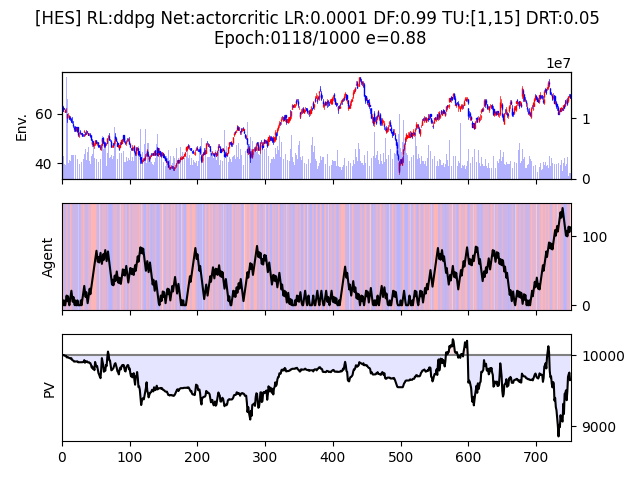 [HES] RL:ddpg Net:actorcritic LR:0.0001 DF:0.99 TU:[1,15] DRT:0.05
Epoch:0118/1000 e=0.88
1e7
Env.
60
40
1
0
Agent
100
0
PV
10000
9000
0 100 200 300 400 500 600 700